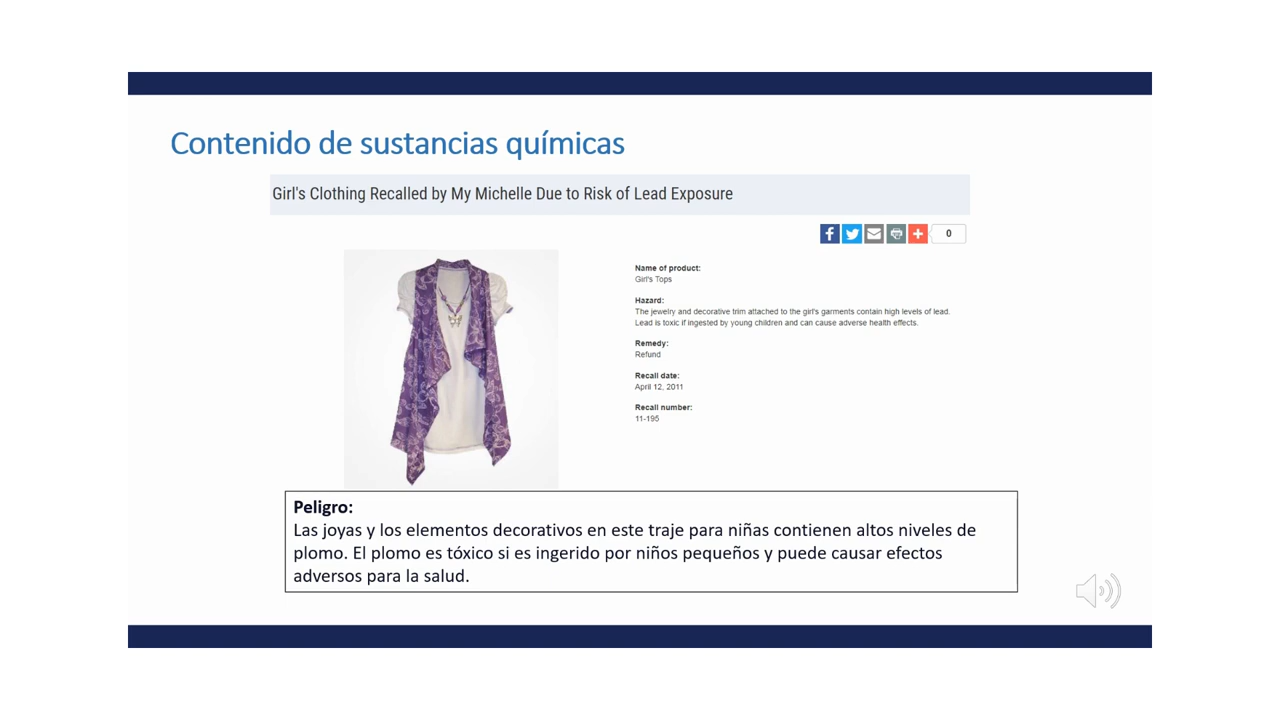 Contenido de sustancias químicas
Girl's Clothing Recalled by My Michelle Due to Risk of Lead Exposure
0
Name of product:
Girl's Tops
Hazard:
The jewelry and decorative trim attached to the girl's garments contain high levels of lead.
Lead is toxic if ingested by young children and can cause adverse health effects.
Remedy:
Refund
Recall date:
April 12, 2011
Recall number:
11-195
Peligro:
Las joyas y los elementos decorativos en este traje para niñas contienen altos niveles de
plomo. El plomo es tóxico si es ingerido por niños pequeños y puede causar efectos
adversos para la salud.